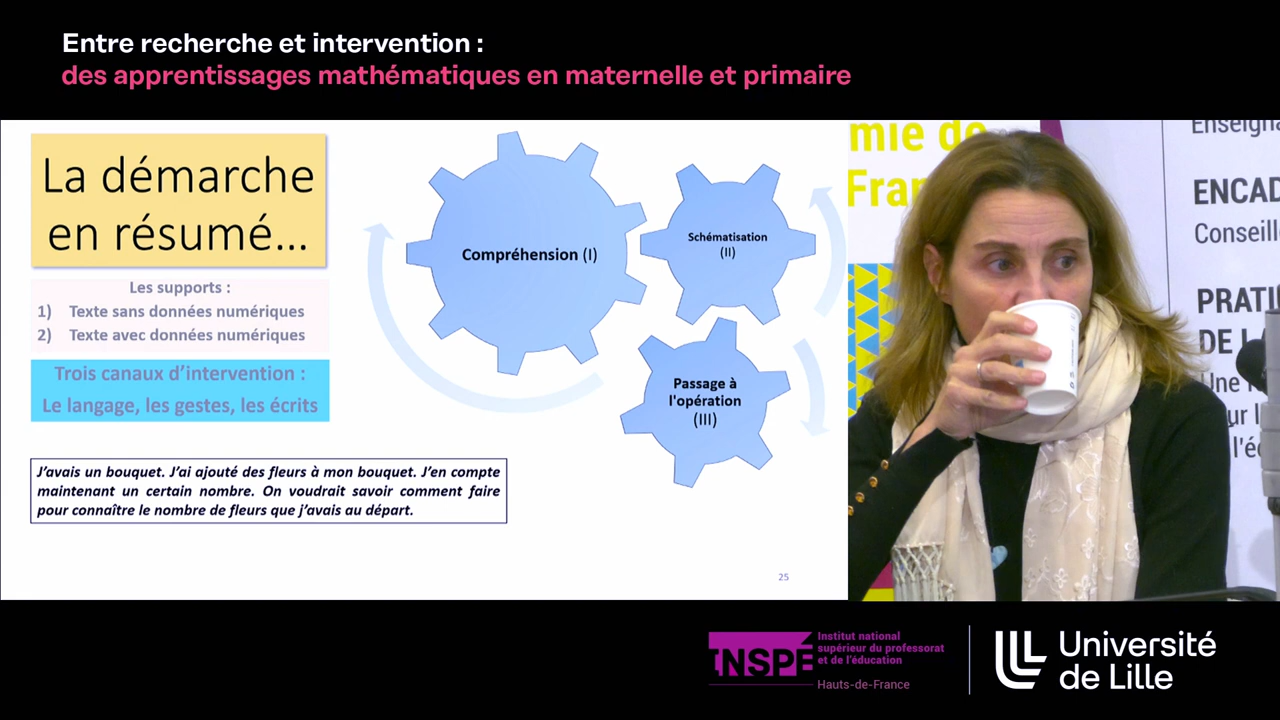 Entre recherche et intervention :
des apprentissages mathématiques en maternelle et primaire
La démarche
en résumé...
Les supports :
1) Texte sans données numériques
2) Texte avec données numériques
Trois canaux d'intervention :
Le langage, les gestes, les écrits
Compréhension (I)
Schématisation
(II)
Passage à
l'opération
(III)
J'avais un bouquet. J'ai ajouté des fleurs à mon bouquet. J'en compte
maintenant un certain nombre. On voudrait savoir comment faire
pour connaître le nombre de fleurs que j'avais au départ.
25
mie de
Fran
Enseigna
ENCAD
Conseille
PRATI
DE L
Une
ur l
l'é
INSPÉ
Institut national
supérieur du professorat
et de l'éducation
Hauts-de-France
Université
de Lille